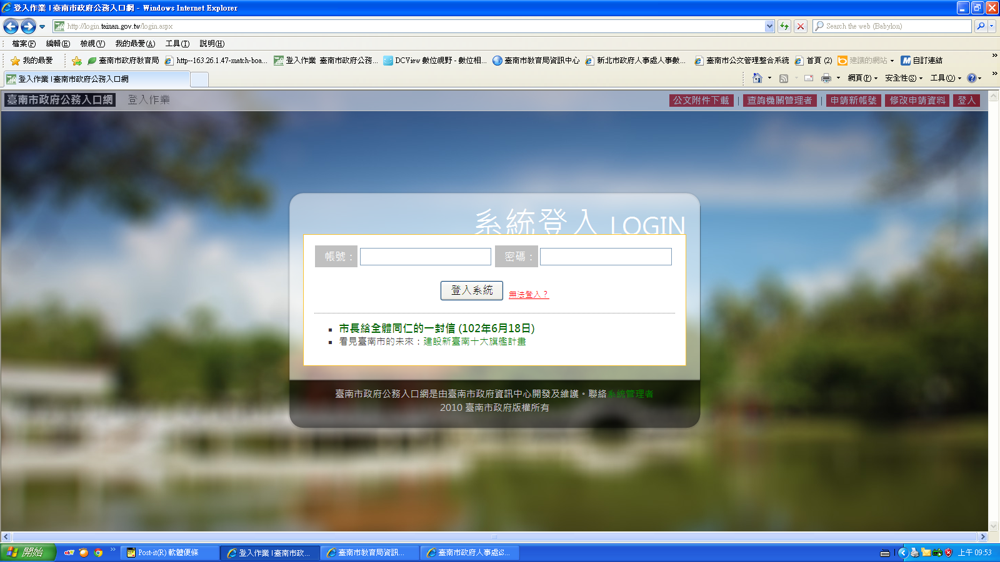 登入作業 | 臺南市政府公務入口網 - Windows Internet Explorer
http://login.tainan.gov.tw/login.aspx
Search the web (Babylon)
檔案(F) 編輯(E) 檢視(V) 我的最愛(A) 工具(T) 說明(H)
我的最愛 臺南市政府教育局 http--163.26.1.47-match-boa... 登入作業 臺南市政府公務... DCView 數位視野 - 數位相... 臺南市教育局資訊中心 新北市政府人事處人事數... 臺南市公文管理整合系統 首頁 (2) 建議的網站 自訂連結
登入作業 | 臺南市政府公務入口網
網頁(P) 安全性(S) 工具(O)
臺南市政府公務入口網 登入作業
公文附件下載 | 查詢機關管理者 | 申請新帳號 修改申請資料 登入
系統登入 LOGIN
帳號： 密碼：
登入系統 無法登入？
市長給全體同仁的一封信 (102年6月18日)
看見臺南市的未來：建設新臺南十大旗艦計畫
臺南市政府公務入口網是由臺南市政府資訊中心開發及維護。聯絡系統管理者
2010 臺南市政府版權所有
開始 Post-it(R) 軟體便條 登入作業 | 臺南市政... 臺南市教育局資訊... 臺南市政府人事處 上午 09:53